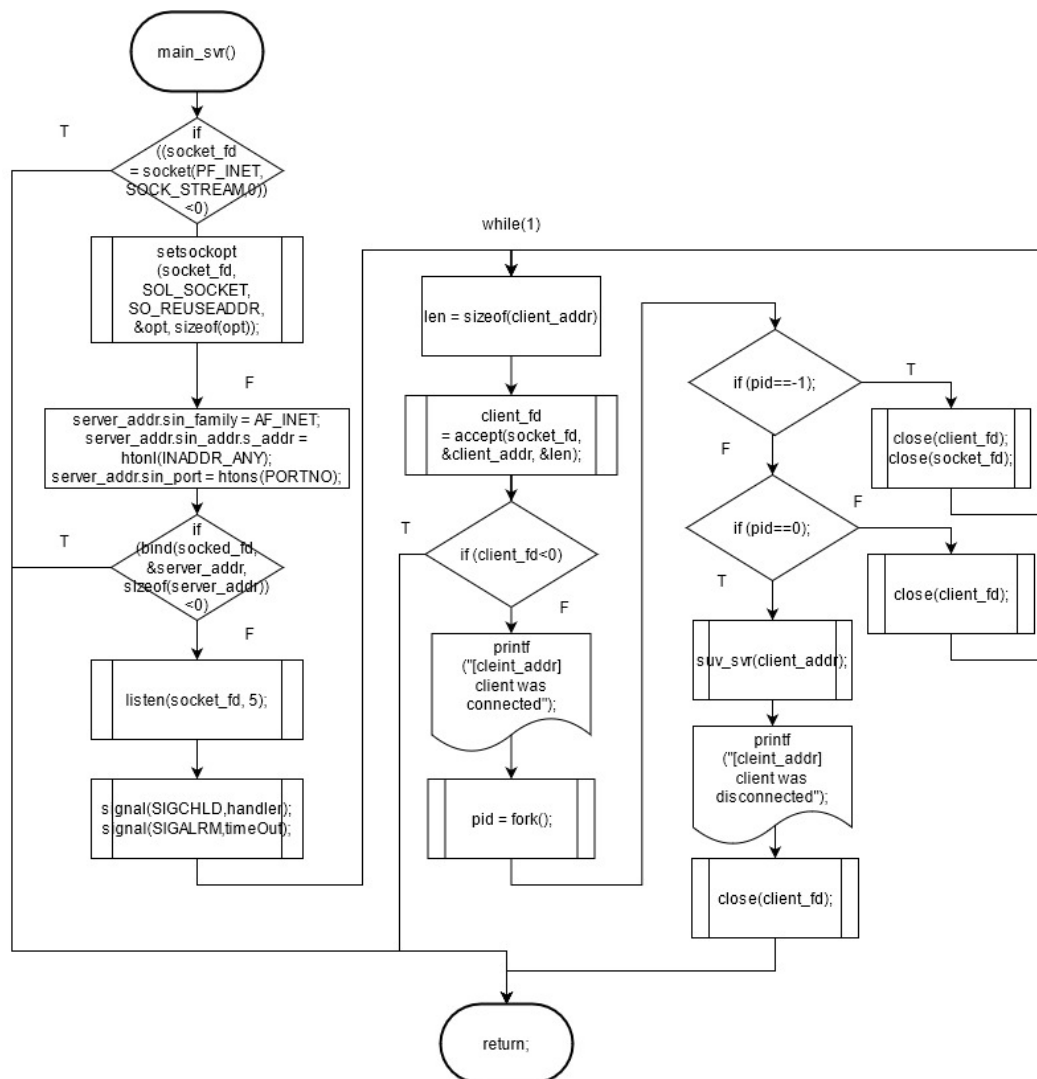 main_svr()
T
if
((socket_fd
= socket(PF_INET,
SOCK_STREAM,0))
<0)
setsockopt
(socket_fd,
SOL_SOCKET,
SO_REUSEADDR,
&opt, sizeof(opt));
F
server_addr.sin_family = AF_INET;
server_addr.sin_addr.s_addr =
htonl(INADDR_ANY);
server_addr.sin_port = htons(PORTNO);
T
if
(bind(socked_fd,
&server_addr,
sizeof(server_addr))
<0)
F
listen(socket_fd, 5);
signal(SIGCHLD,handler);
signal(SIGALRM,timeOut);
while(1)
len = sizeof(client_addr)
client_fd
= accept(socket_fd,
&client_addr, &len);
T
if (client_fd<0)
F
printf
("[cleint_addr]
client was
connected");
pid = fork();
if (pid==-1);
T
close(client_fd);
close(socket_fd);
F
if (pid==0);
F
close(client_fd);
T
suv_svr(client_addr);
printf
("[cleint_addr]
client was
disconnected");
close(client_fd);
return;